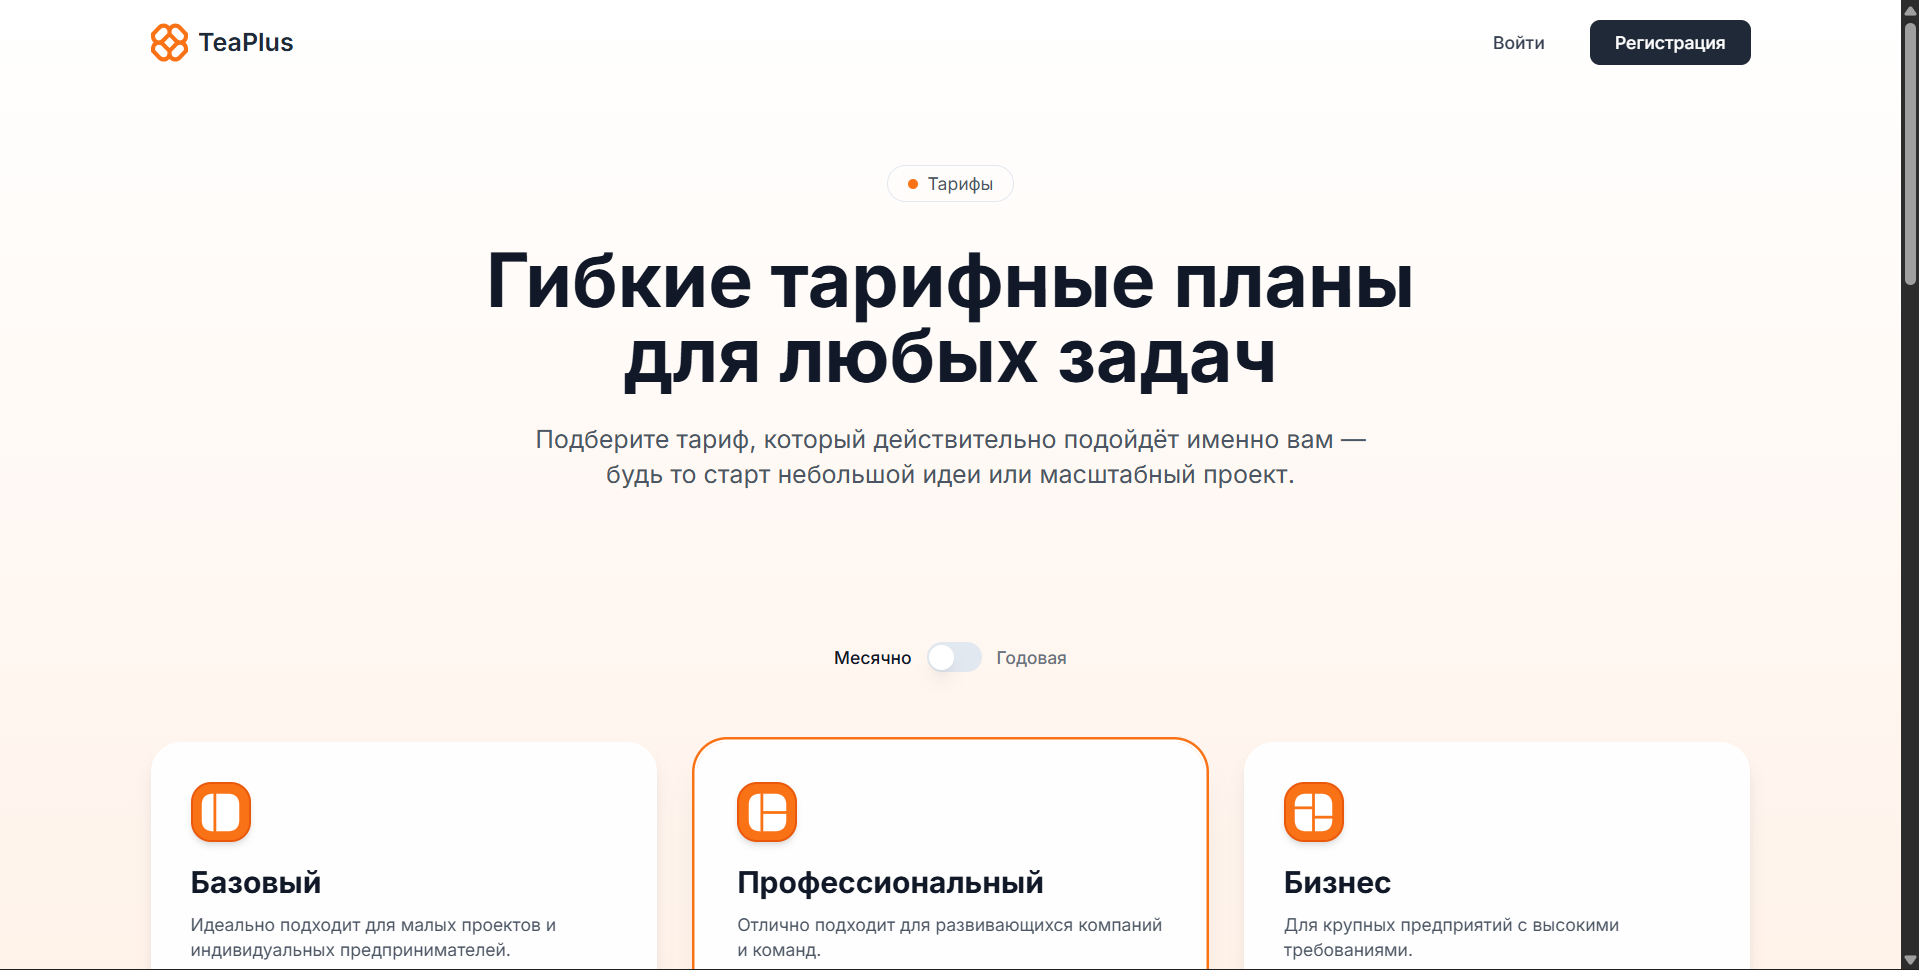 TeaPlus
Войти
Регистрация
Тарифы
Гибкие тарифные планы
для любых задач
Подберите тариф, который действительно подойдёт именно вам —
будь то старт небольшой идеи или масштабный проект.
Месячно
Годовая
Базовый
Идеально подходит для малых проектов и
индивидуальных предпринимателей.
Профессиональный
Отлично подходит для развивающихся компаний
и команд.
Бизнес
Для крупных предприятий с высокими
требованиями.